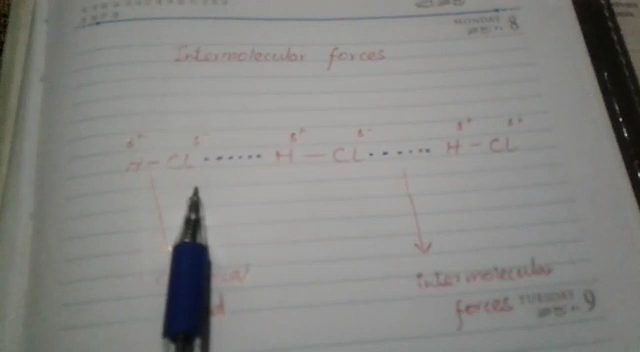 MONDAY 8
Intermolecular forces
δ+ δ- δ+ δ- δ+ δ-
H-Cl······H-Cl······H-Cl
intermolecular
forces
TUESDAY 9